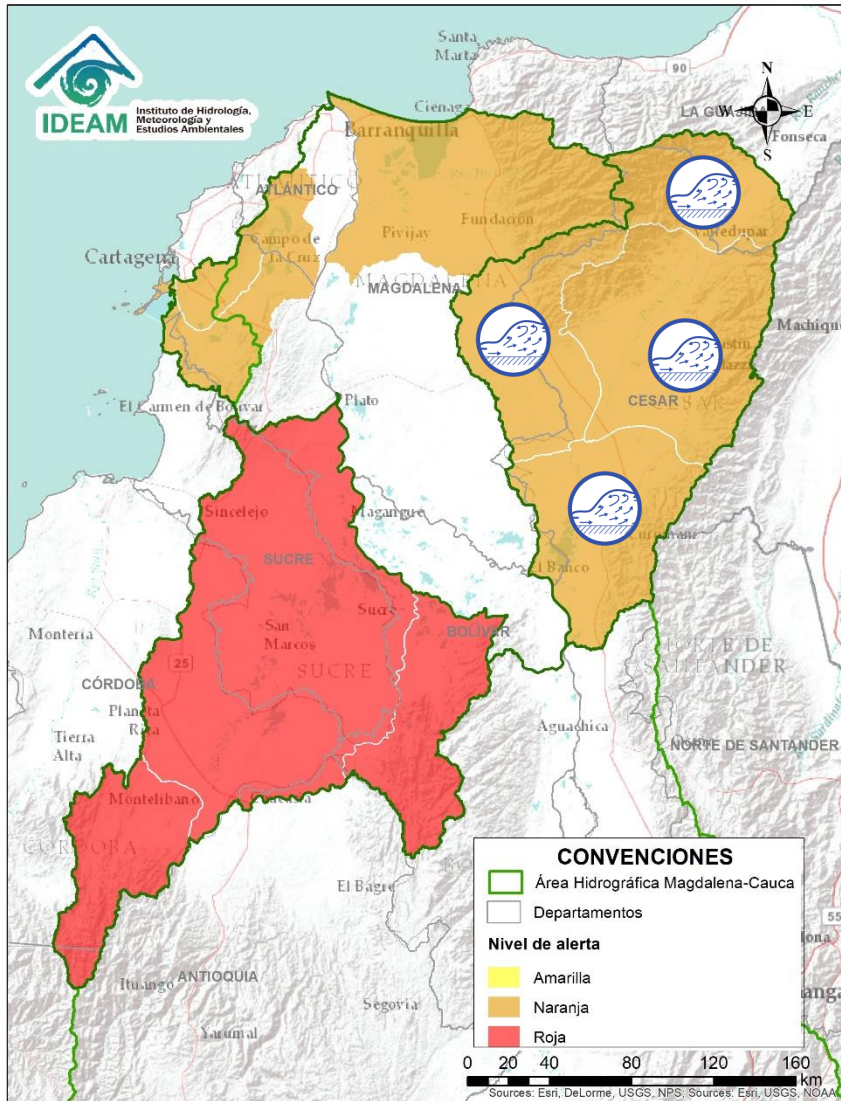 Santa
Marta
90
N
W
E
S
IDEAM
Instituto de Hidrología,
Meteorología y
Estudios Ambientales
Ciénaga
LA GUAJIRA
Fonseca
Barranquilla
ATLÁNTICO
Valledupar
Fundación
Pivijay
Campo de
la Cruz
Cartagena
MAGDALENA
MAGDALENA
Machiques
CESAR
El Carmen de Bolívar
Plato
Sincelejo
Magangue
SUCRE
El Banco
Sucre
BOLÍVAR
San
Marcos
Montería
SUCRE
NORTE DE
SANTANDER
25
CÓRDOBA
Planeta
Rica
Tierra
Alta
Aguachica
NORTE DE SANTANDER
Montelibano
CORDOBA
El Bagre
Ituango
ANTIOQUIA
Segovia
Yarumal
55
CONVENCIONES
Área Hidrográfica Magdalena-Cauca
Departamentos
Nivel de alerta
Amarilla
Naranja
Roja
0 20 40 80 120 160
km
Sources: Esri, DeLorme, USGS, NPS; Sources: Esri, USGS, NOAA